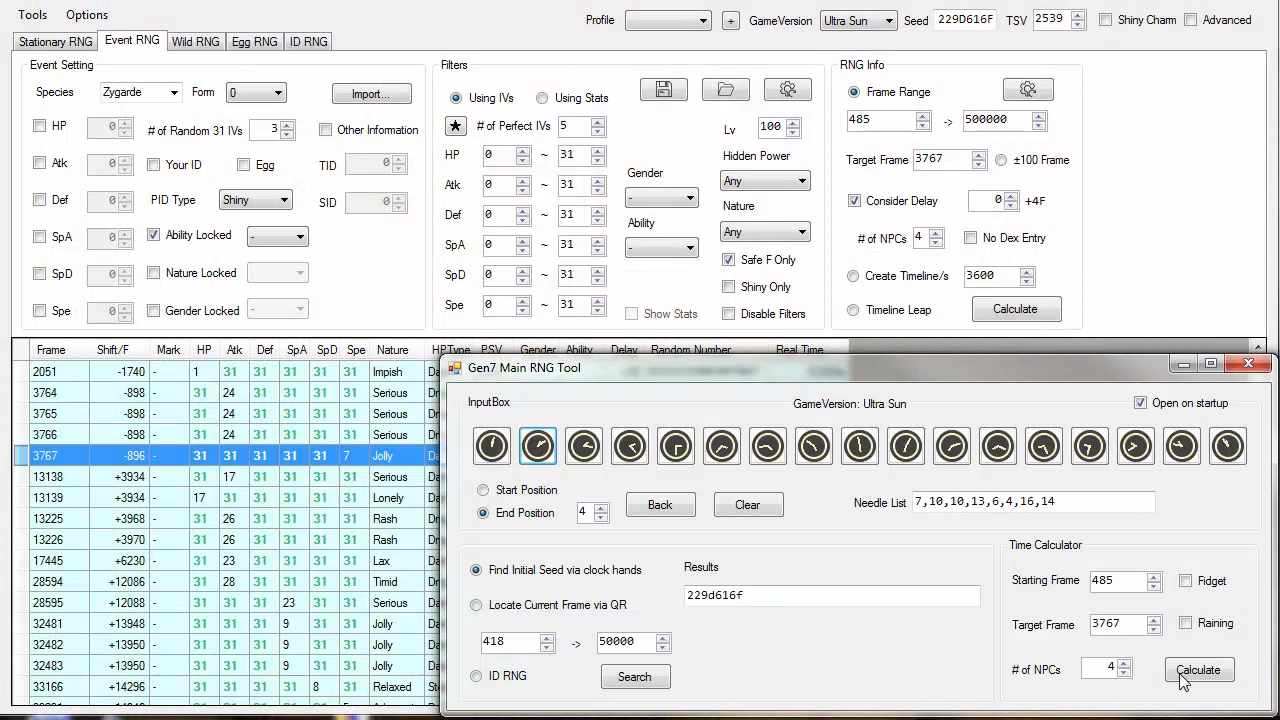 Tools Options Profile + GameVersion Ultra Sun Seed 229D616F TSV 2539 Shiny Charm Advanced
Stationary RNG Event RNG Wild RNG Egg RNG ID RNG
Event Setting
Species Zygarde Form 0 Import...
HP 0 # of Random 31 IVs 3 Other Information
Atk 0 Your ID Egg TID 0
Def 0 PID Type Shiny SID 0
SpA 0 Ability Locked -
SpD 0 Nature Locked
Spe 0 Gender Locked -
Filters
Using IVs Using Stats
# of Perfect IVs 5 Lv 100
HP 0 ~ 31
Atk 0 ~ 31
Def 0 ~ 31
SpA 0 ~ 31
SpD 0 ~ 31
Spe 0 ~ 31
Gender
-
Ability
-
Show Stats
Hidden Power
Any
Nature
Any
Safe F Only
Shiny Only
Disable Filters
RNG Info
Frame Range
485 -> 500000
Target Frame 3767 ±100 Frame
Consider Delay 0 +4F
# of NPCs 4 No Dex Entry
Create Timeline/s 3600
Timeline Leap Calculate
Frame Shift/F Mark HP Atk Def SpA SpD Spe Nature HPType PSV Gender Ability Delay Random Number Real Time
2051 -1740 - 1 31 31 31 31 31 Impish
3764 -898 - 31 24 31 31 31 31 Serious
3765 -898 - 31 24 31 31 31 31 Serious
3766 -898 - 31 24 31 31 31 31 Serious
3767 -896 - 31 31 31 31 31 7 Jolly
13138 +3934 - 31 17 31 31 31 31 Serious
13139 +3934 - 17 31 31 31 31 31 Lonely
13225 +3968 - 31 26 31 31 31 31 Rash
13226 +3970 - 31 26 31 31 31 31 Rash
17445 +6230 - 31 23 31 31 31 31 Lax
28594 +12086 - 31 28 31 31 31 31 Timid
28595 +12088 - 31 31 31 23 31 31 Serious
32481 +13948 - 31 31 31 9 31 31 Jolly
32482 +13950 - 31 31 31 9 31 31 Jolly
32483 +13950 - 31 31 31 9 31 31 Jolly
33166 +14296 - 31 31 31 31 8 31 Relaxed
Gen7 Main RNG Tool
InputBox GameVersion: Ultra Sun Open on startup
Start Position
End Position 4 Back Clear Needle List 7,10,10,13,6,4,16,14
Find Initial Seed via clock hands Results
229d616f
Locate Current Frame via QR
418 -> 50000
ID RNG Search
Time Calculator
Starting Frame 485 Fidget
Target Frame 3767 Raining
# of NPCs 4 Calculate